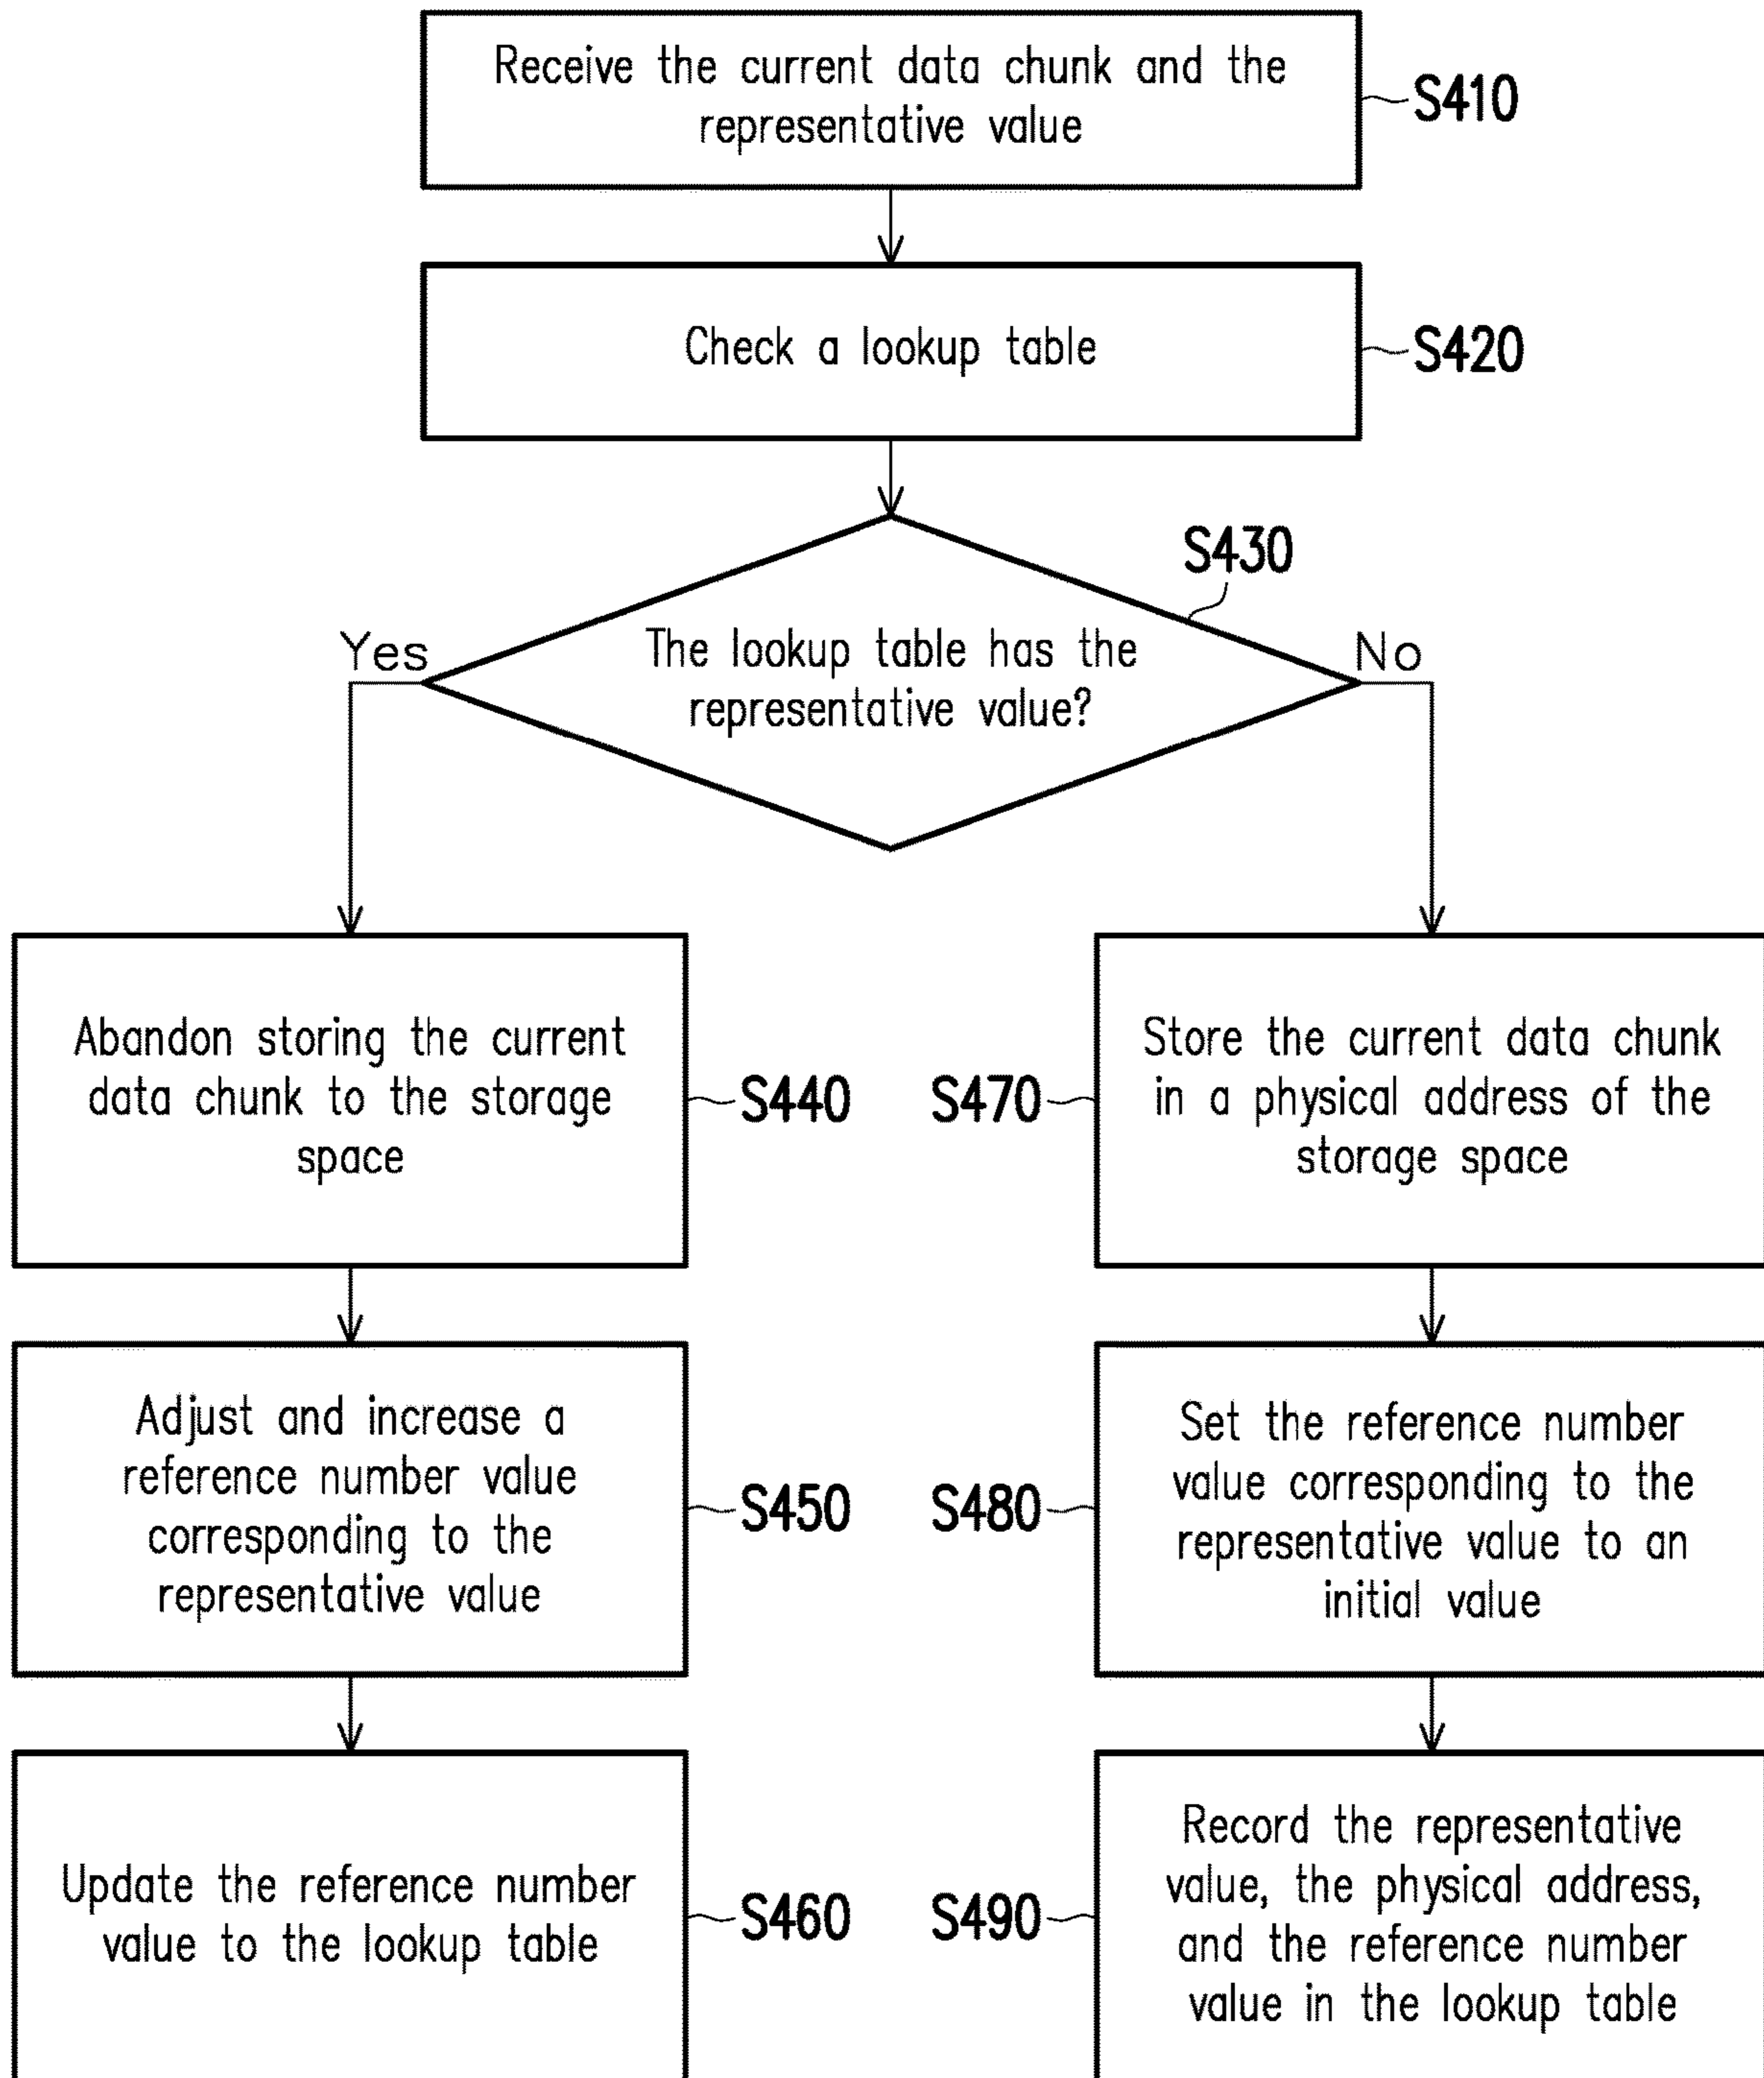 Receive the current data chunk and the
representative value
S410
Check a lookup table
S420
S430
The lookup table has the
representative value?
Yes
No
Abandon storing the current
data chunk to the storage
space
S440
S470
Store the current data chunk
in a physical address of the
storage space
Adjust and increase a
reference number value
corresponding to the
representative value
S450
S480
Set the reference number
value corresponding to the
representative value to an
initial value
Update the reference number
value to the lookup table
S460
S490
Record the representative
value, the physical address,
and the reference number
value in the lookup table